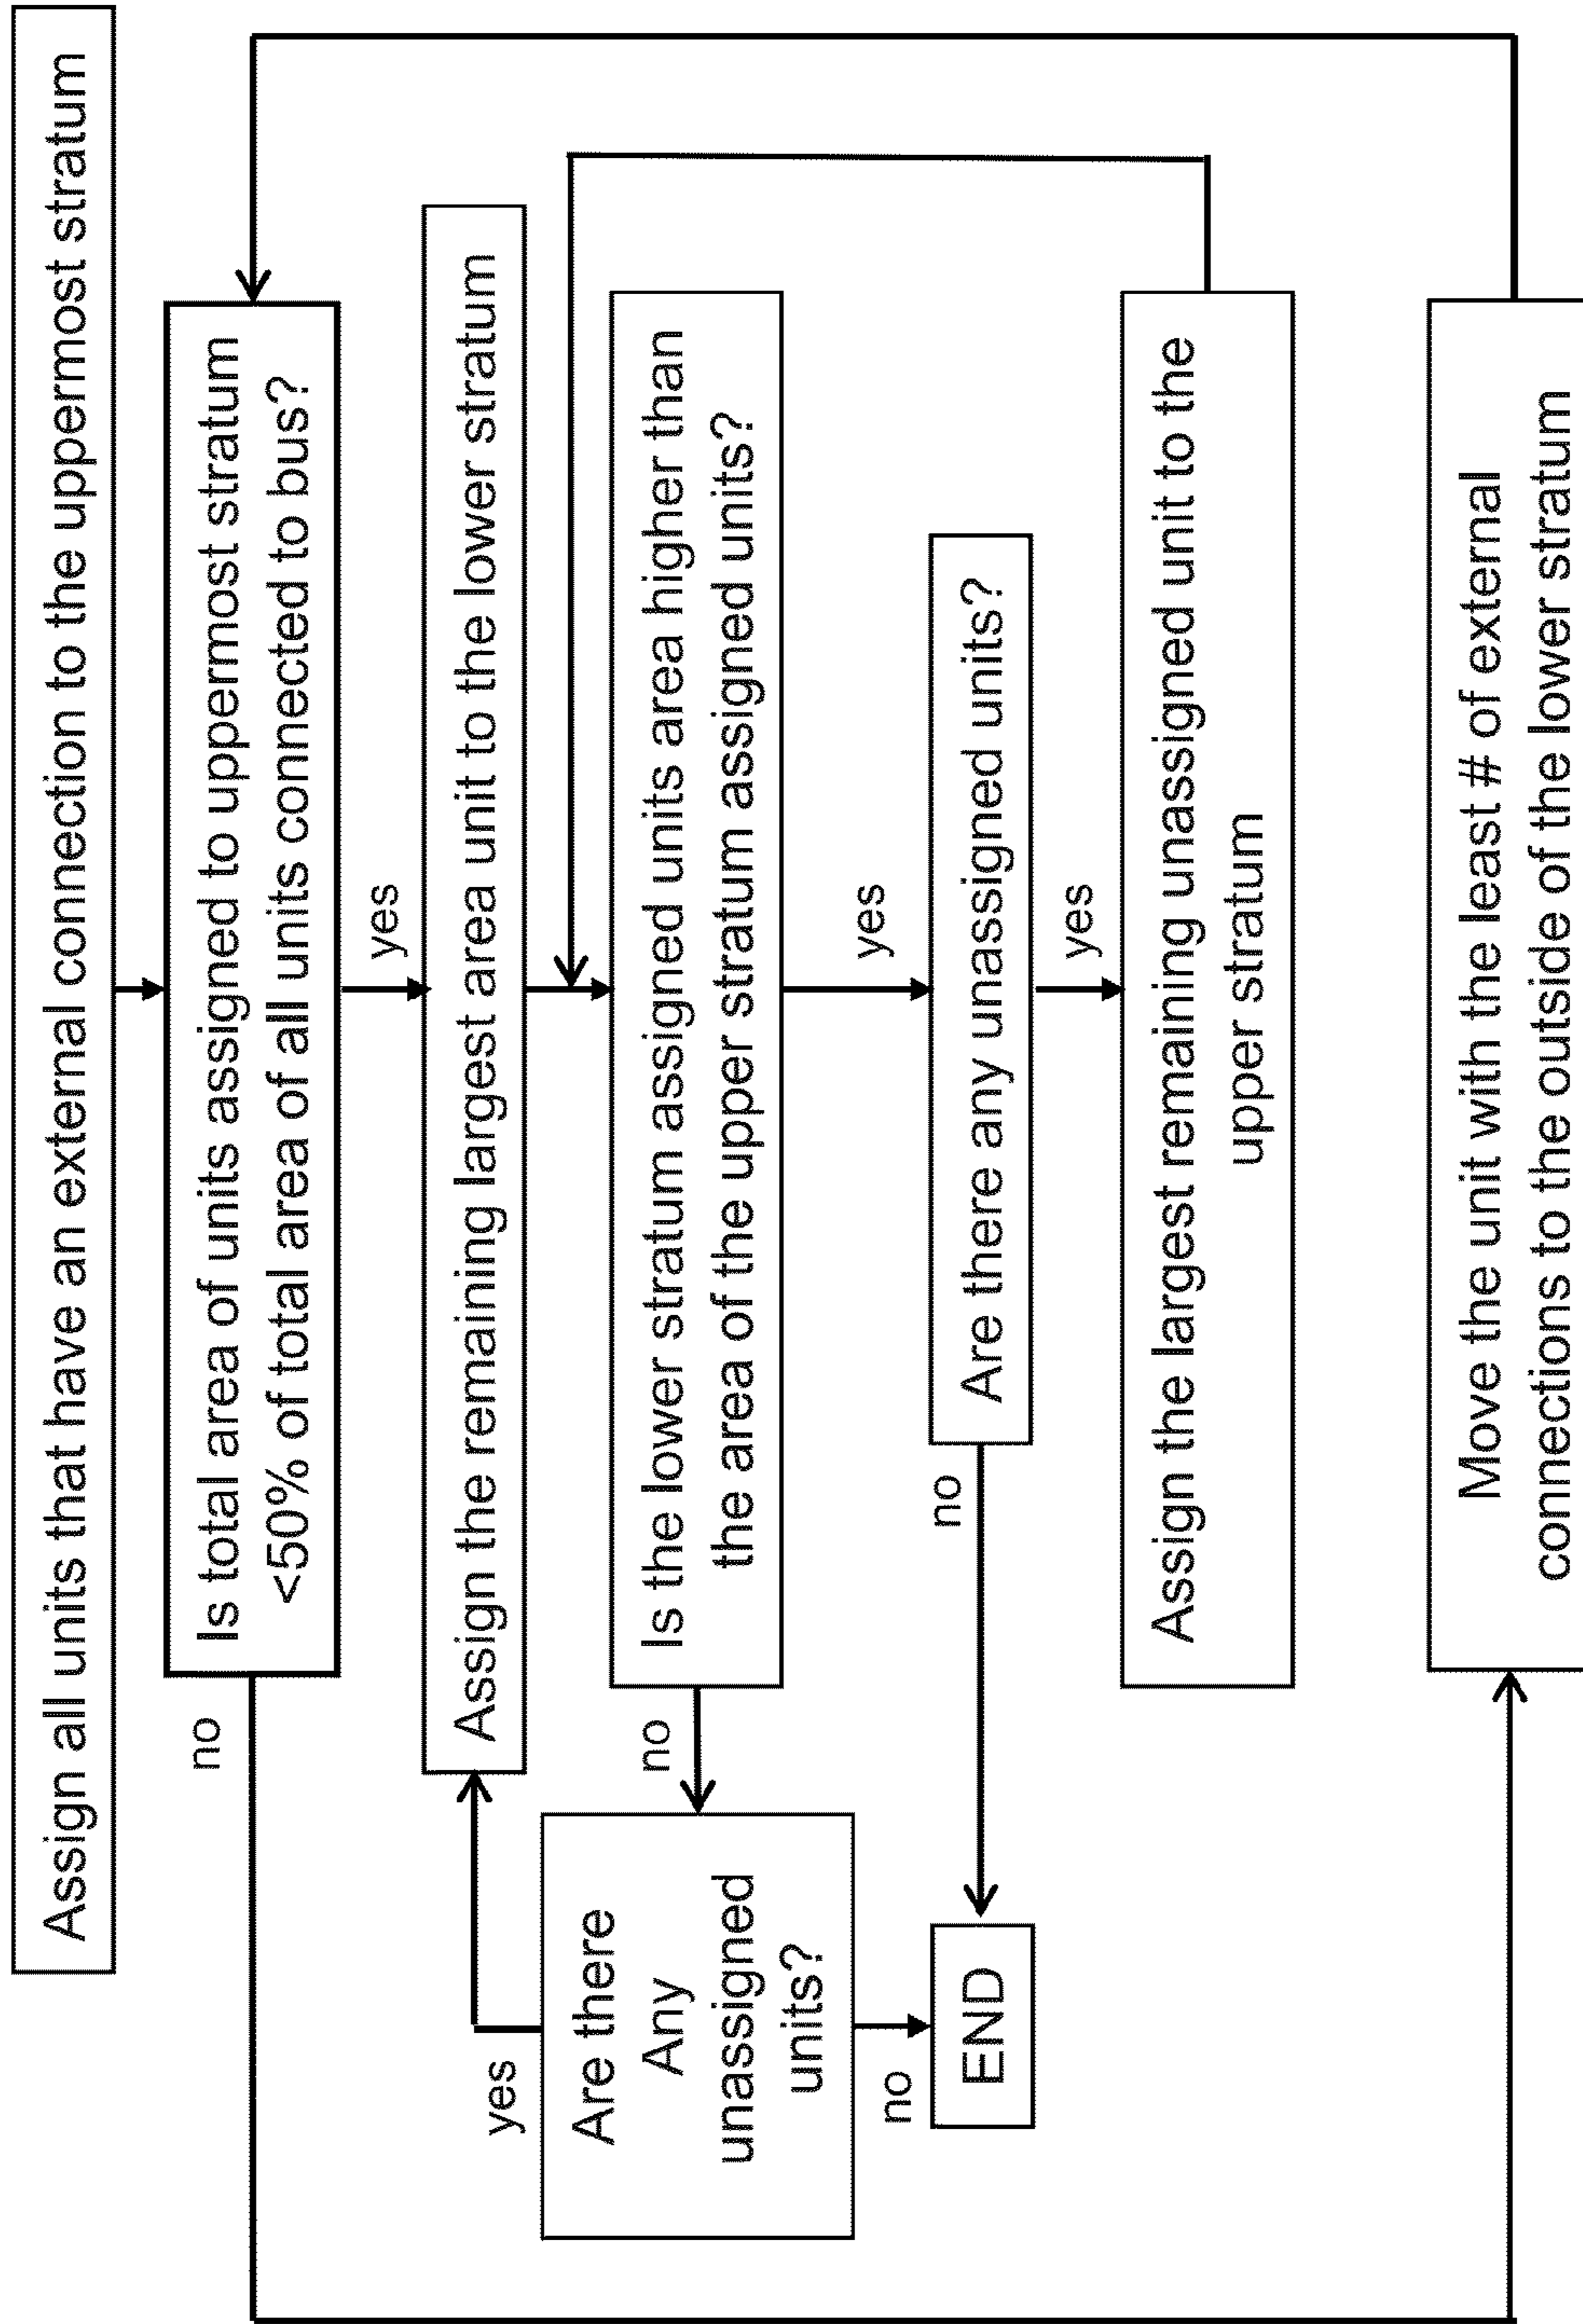 Assign all units that have an external connection to the uppermost stratum
Is total area of units assigned to uppermost stratum
<50% of total area of all units connected to bus?
no
yes
Assign the remaining largest area unit to the lower stratum
Is the lower stratum assigned units area higher than
the area of the upper stratum assigned units?
no
yes
Are there
Any
unassigned
units?
yes
no
Are there any unassigned units?
no
yes
END
Assign the largest remaining unassigned unit to the
upper stratum
Move the unit with the least # of external
connections to the outside of the lower stratum